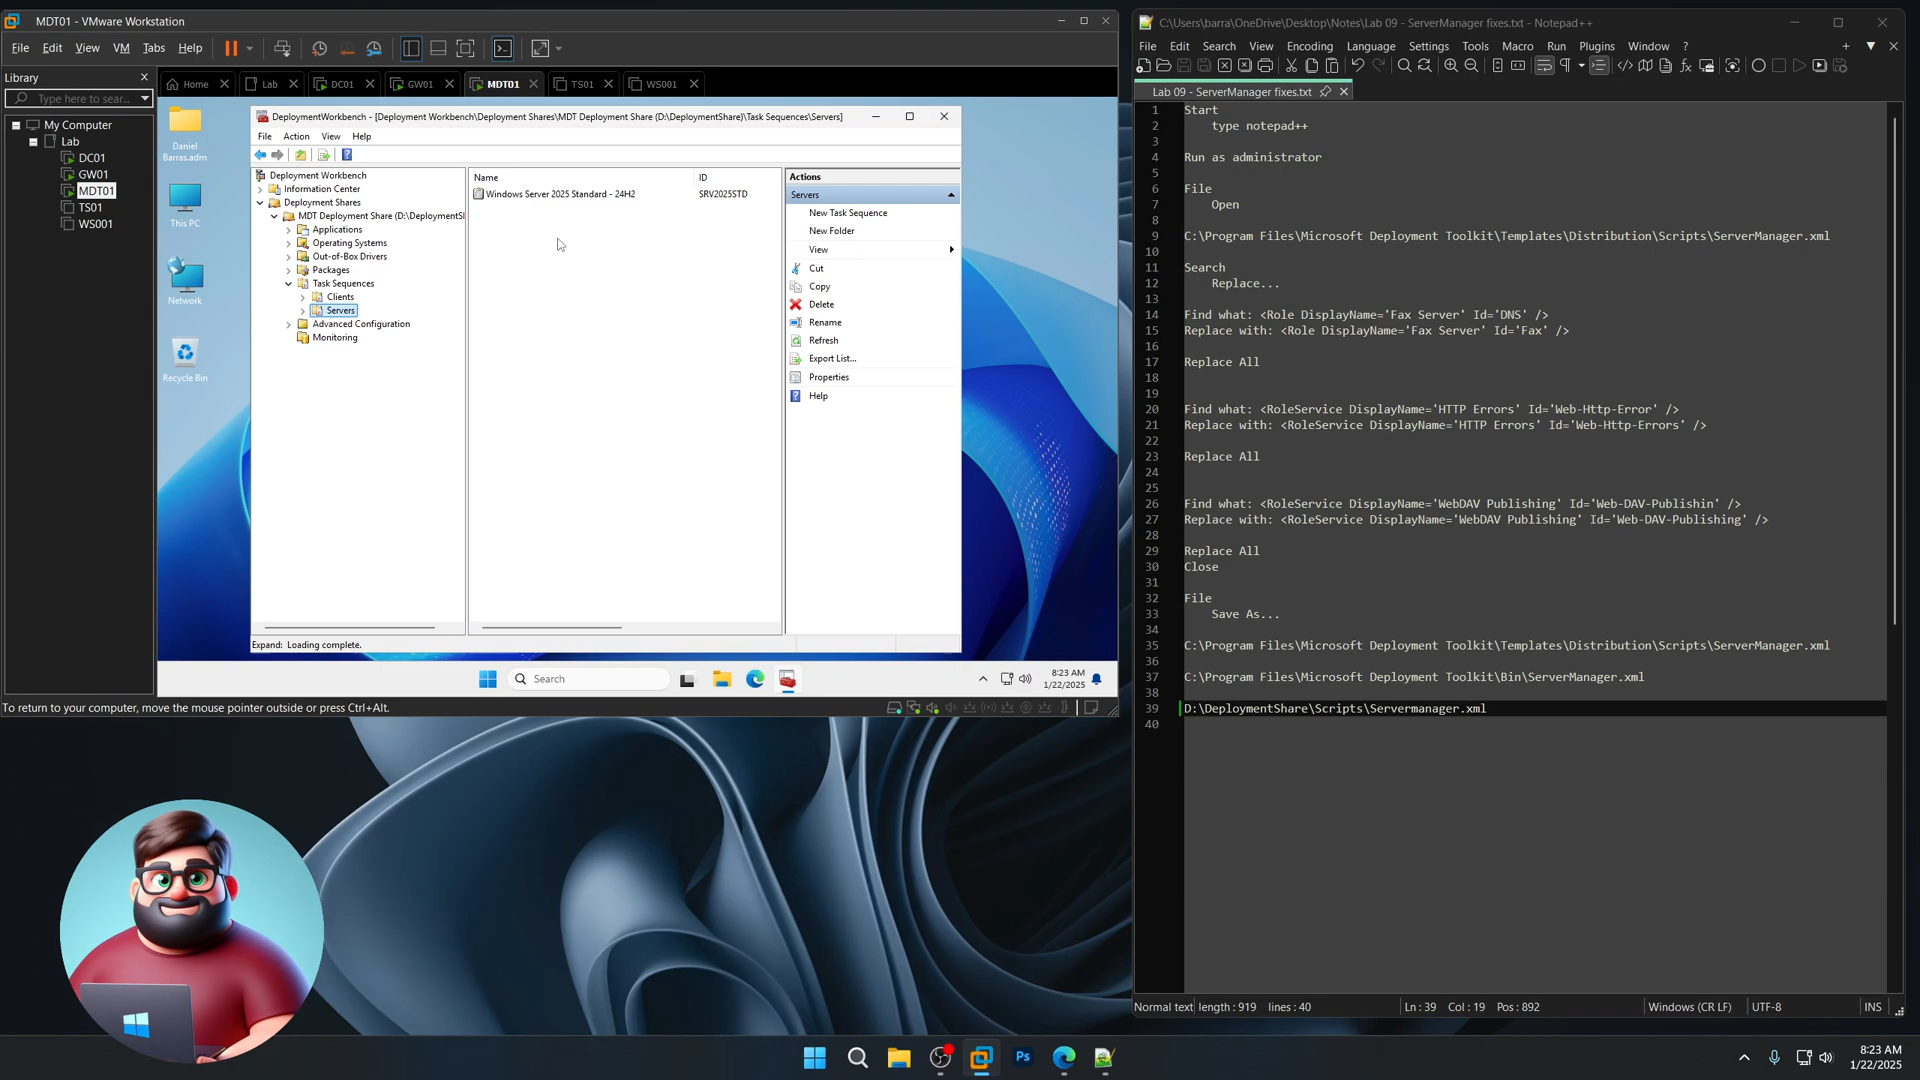 MDT01 - VMware Workstation
File Edit View VM Tabs Help
Library
Type here to sear...
My Computer
Lab
DC01
GW01
MDT01
TS01
WS001
Home
Lab
DC01
GW01
MDT01
TS01
WS001
Daniel
Barras.adm
This PC
Network
Recycle Bin
DeploymentWorkbench - [Deployment Workbench\Deployment Shares\MDT Deployment Share (D:\DeploymentShare)\Task Sequences\Servers]
File Action View Help
Deployment Workbench
Information Center
Deployment Shares
MDT Deployment Share (D:\DeploymentSl
Applications
Operating Systems
Out-of-Box Drivers
Packages
Task Sequences
Clients
Servers
Advanced Configuration
Monitoring
Name ID
Windows Server 2025 Standard - 24H2 SRV2025STD
Actions
Servers
New Task Sequence
New Folder
View
Cut
Copy
Delete
Rename
Refresh
Export List...
Properties
Help
Expand: Loading complete.
Search
8:23 AM
1/22/2025
To return to your computer, move the mouse pointer outside or press Ctrl+Alt.
C:\Users\barra\OneDrive\Desktop\Notes\Lab 09 - ServerManager fixes.txt - Notepad++
File Edit Search View Encoding Language Settings Tools Macro Run Plugins Window ?
Lab 09 - ServerManager fixes.txt
1 Start
2 type notepad++
3
4 Run as administrator
5
6 File
7 Open
8
9 C:\Program Files\Microsoft Deployment Toolkit\Templates\Distribution\Scripts\ServerManager.xml
10
11 Search
12 Replace...
13
14 Find what: <Role DisplayName='Fax Server' Id='DNS' />
15 Replace with: <Role DisplayName='Fax Server' Id='Fax' />
16
17 Replace All
18
19
20 Find what: <RoleService DisplayName='HTTP Errors' Id='Web-Http-Error' />
21 Replace with: <RoleService DisplayName='HTTP Errors' Id='Web-Http-Errors' />
22
23 Replace All
24
25
26 Find what: <RoleService DisplayName='WebDAV Publishing' Id='Web-DAV-Publishin' />
27 Replace with: <RoleService DisplayName='WebDAV Publishing' Id='Web-DAV-Publishing' />
28
29 Replace All
30 Close
31
32 File
33 Save As...
34
35 C:\Program Files\Microsoft Deployment Toolkit\Templates\Distribution\Scripts\ServerManager.xml
36
37 C:\Program Files\Microsoft Deployment Toolkit\Bin\ServerManager.xml
38
39 D:\DeploymentShare\Scripts\Servermanager.xml
40
Normal text length : 919 lines : 40 Ln : 39 Col : 19 Pos : 892 Windows (CR LF) UTF-8 INS
Ps
8:23 AM
1/22/2025